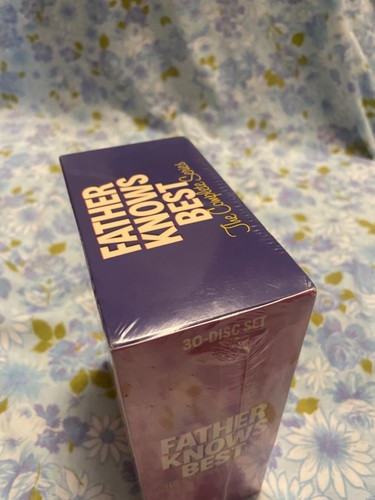 FATHER
KNOWS
BEST
The Complete Series
30-DISC SET
FATHER
KNOWS
BEST